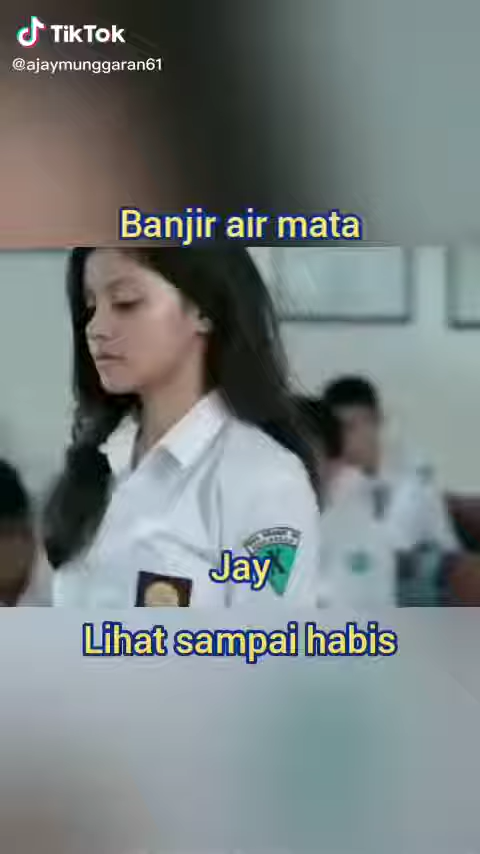 TikTok
@ajaymunggaran61
Banjir air mata
Jay
Lihat sampai habis